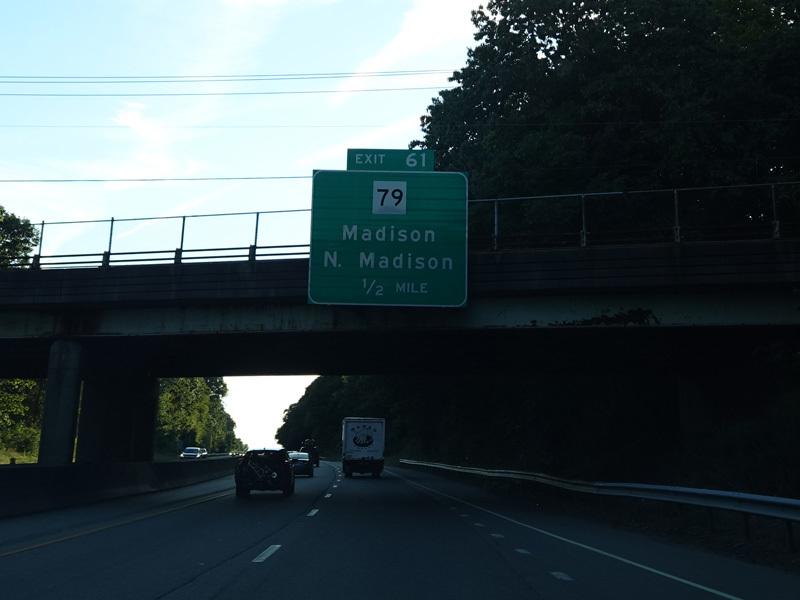 EXIT 61
79
Madison
N. Madison
1/2 MILE